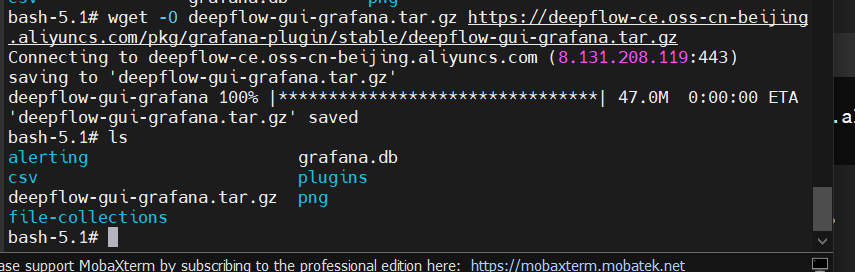 csv grafana.db png
bash-5.1# wget -O deepflow-gui-grafana.tar.gz https://deepflow-ce.oss-cn-beijing
.aliyuncs.com/pkg/grafana-plugin/stable/deepflow-gui-grafana.tar.gz
Connecting to deepflow-ce.oss-cn-beijing.aliyuncs.com (8.131.208.119:443)
saving to 'deepflow-gui-grafana.tar.gz'
deepflow-gui-grafana 100% |********************************| 47.0M  0:00:00 ETA
'deepflow-gui-grafana.tar.gz' saved
bash-5.1# ls
alerting grafana.db
csv plugins
deepflow-gui-grafana.tar.gz png
file-collections
bash-5.1#
.al
ase support MobaXterm by subscribing to the professional edition here: https://mobaxterm.mobatek.net